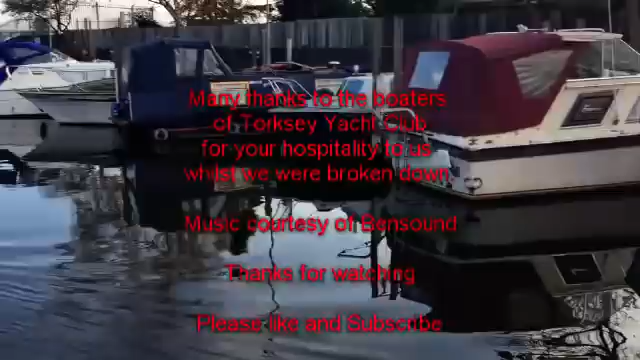 Many thanks to the boaters
of Torksey Yacht Club
for your hospitality to us
whilst we were broken down.
Music courtesy of Bensound
Thanks for watching
Please like and Subscribe